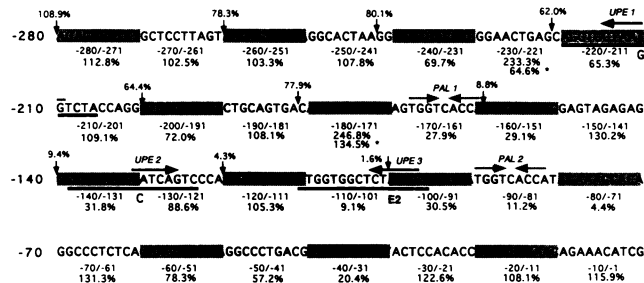 108.9% 78.3% 80.1% 62.0% UPE 1
-280 GCTCCTTAGT GGCACTAAGG GGAACTGAGC G
-280/-271 -270/-261 -260/-251 -250/-241 -240/-231 -230/-221 -220/-211
112.8% 102.5% 103.3% 107.8% 69.7% 233.3% 65.3%
64.6% *
64.4% 77.9% PAL 1 8.8%
-210 GTCTACCAGG CTGCAGTGAC AGTGGTCACC GAGTAGAGAG
-210/-201 -200/-191 -190/-181 -180/-171 -170/-161 -160/-151 -150/-141
109.1% 72.0% 108.1% 246.8% 27.9% 29.1% 130.2%
134.5% *
9.4% UPE 2 4.3% 1.6% UPE 3 PAL 2
-140 ATCAGTCCCA TGGTGGCTCT TGGTCACCAT
-140/-131 C -130/-121 -120/-111 -110/-101 E2 -100/-91 -90/-81 -80/-71
31.8% 88.6% 105.3% 9.1% 30.5% 11.2% 4.4%
-70 GGCCCTCTCA GGCCCTGACG ACTCCACACC AGAAACATCG
-70/-61 -60/-51 -50/-41 -40/-31 -30/-21 -20/-11 -10/-1
131.3% 78.3% 57.2% 20.4% 122.6% 108.1% 115.9%